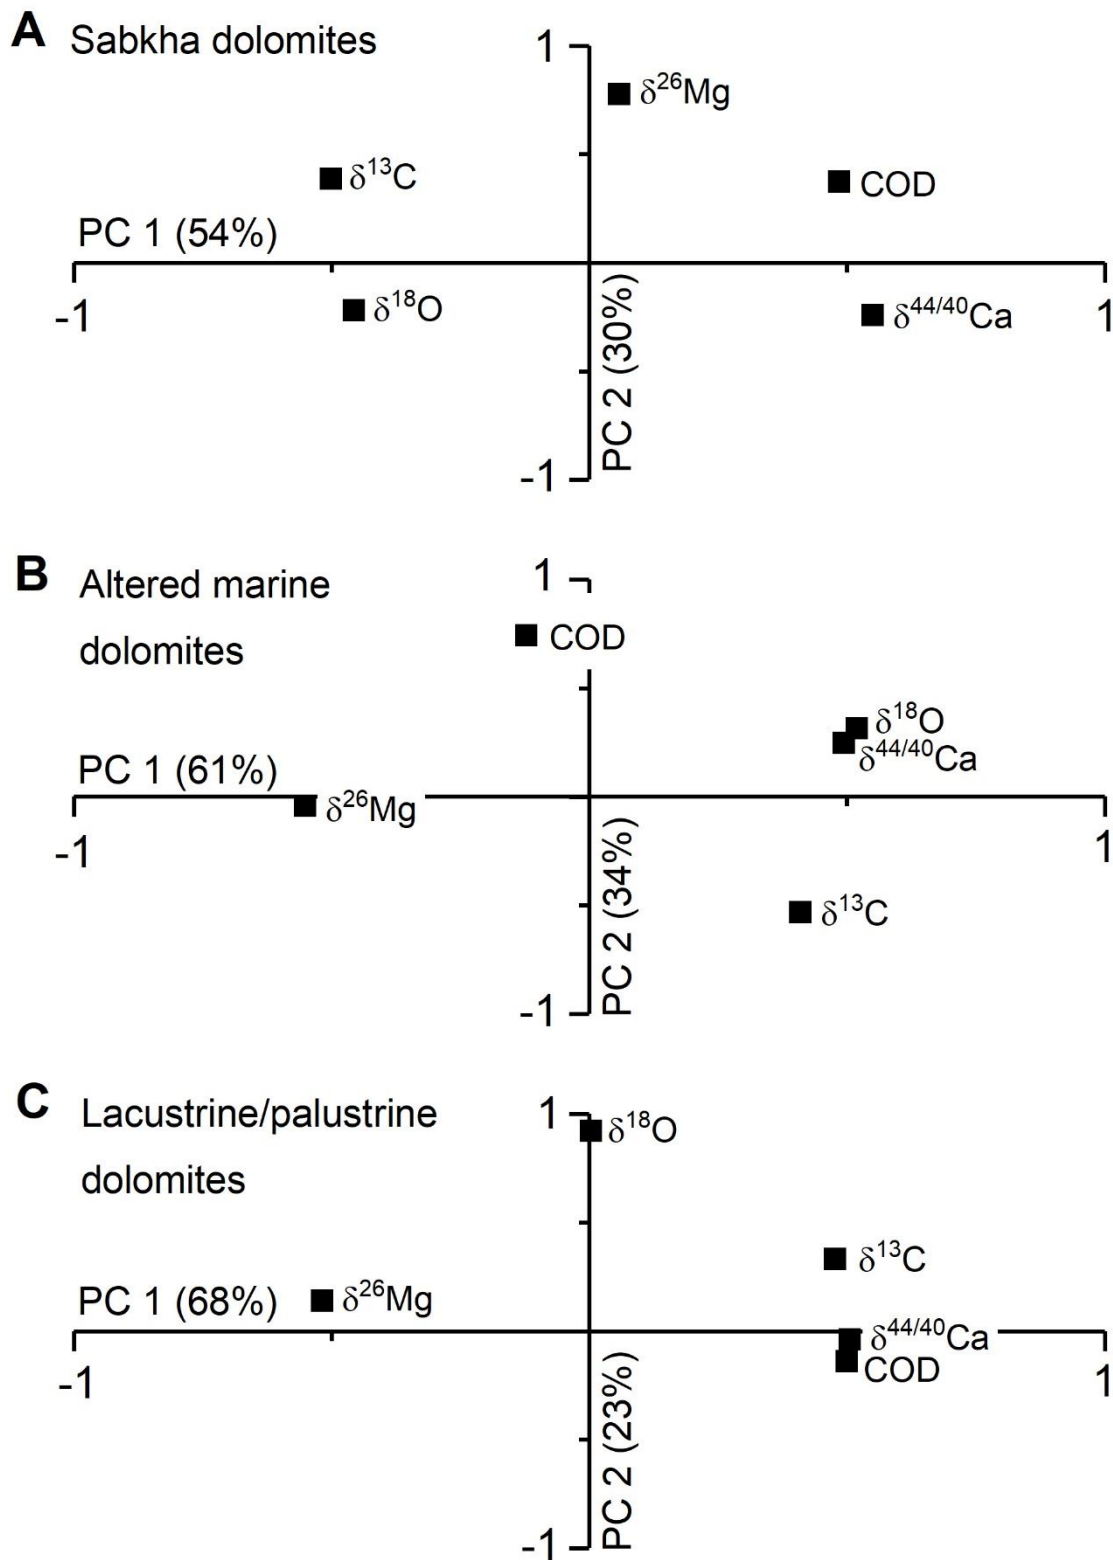 A Sabkha dolomites
1
δ²⁶Mg
δ¹³C
COD
PC 1 (54%)
-1
δ¹⁸O
PC 2 (30%)
δ⁴⁴/⁴⁰Ca
1
-1
B Altered marine
dolomites
1
COD
δ¹⁸O
δ⁴⁴/⁴⁰Ca
PC 1 (61%)
δ²⁶Mg
-1
PC 2 (34%)
1
δ¹³C
-1
C Lacustrine/palustrine
dolomites
1
δ¹⁸O
δ¹³C
PC 1 (68%)
δ²⁶Mg
δ⁴⁴/⁴⁰Ca
COD
-1
PC 2 (23%)
1
-1